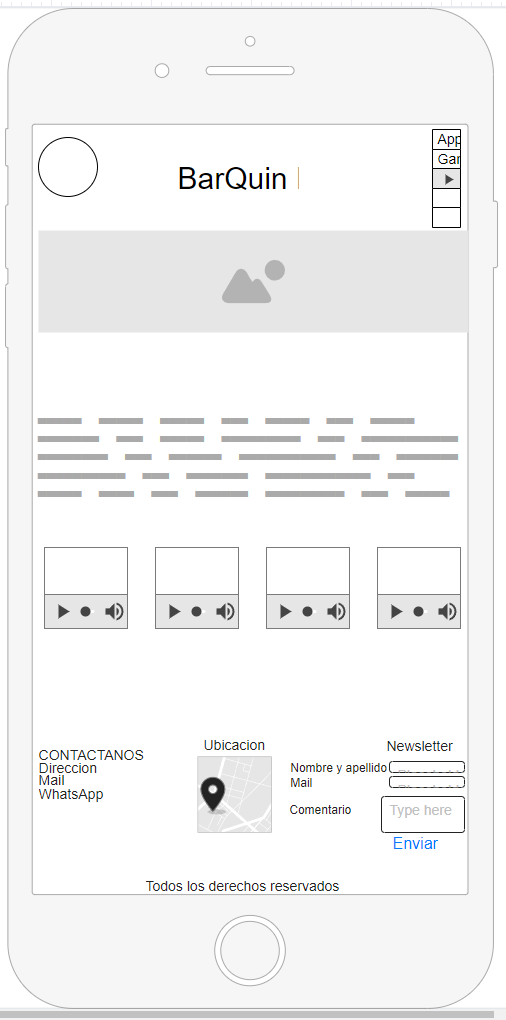 BarQuin
App
Gar
CONTACTANOS
Direccion
Mail
WhatsApp
Ubicacion
Newsletter
Nombre y apellido
Mail
Comentario
Type here
Enviar
Todos los derechos reservados